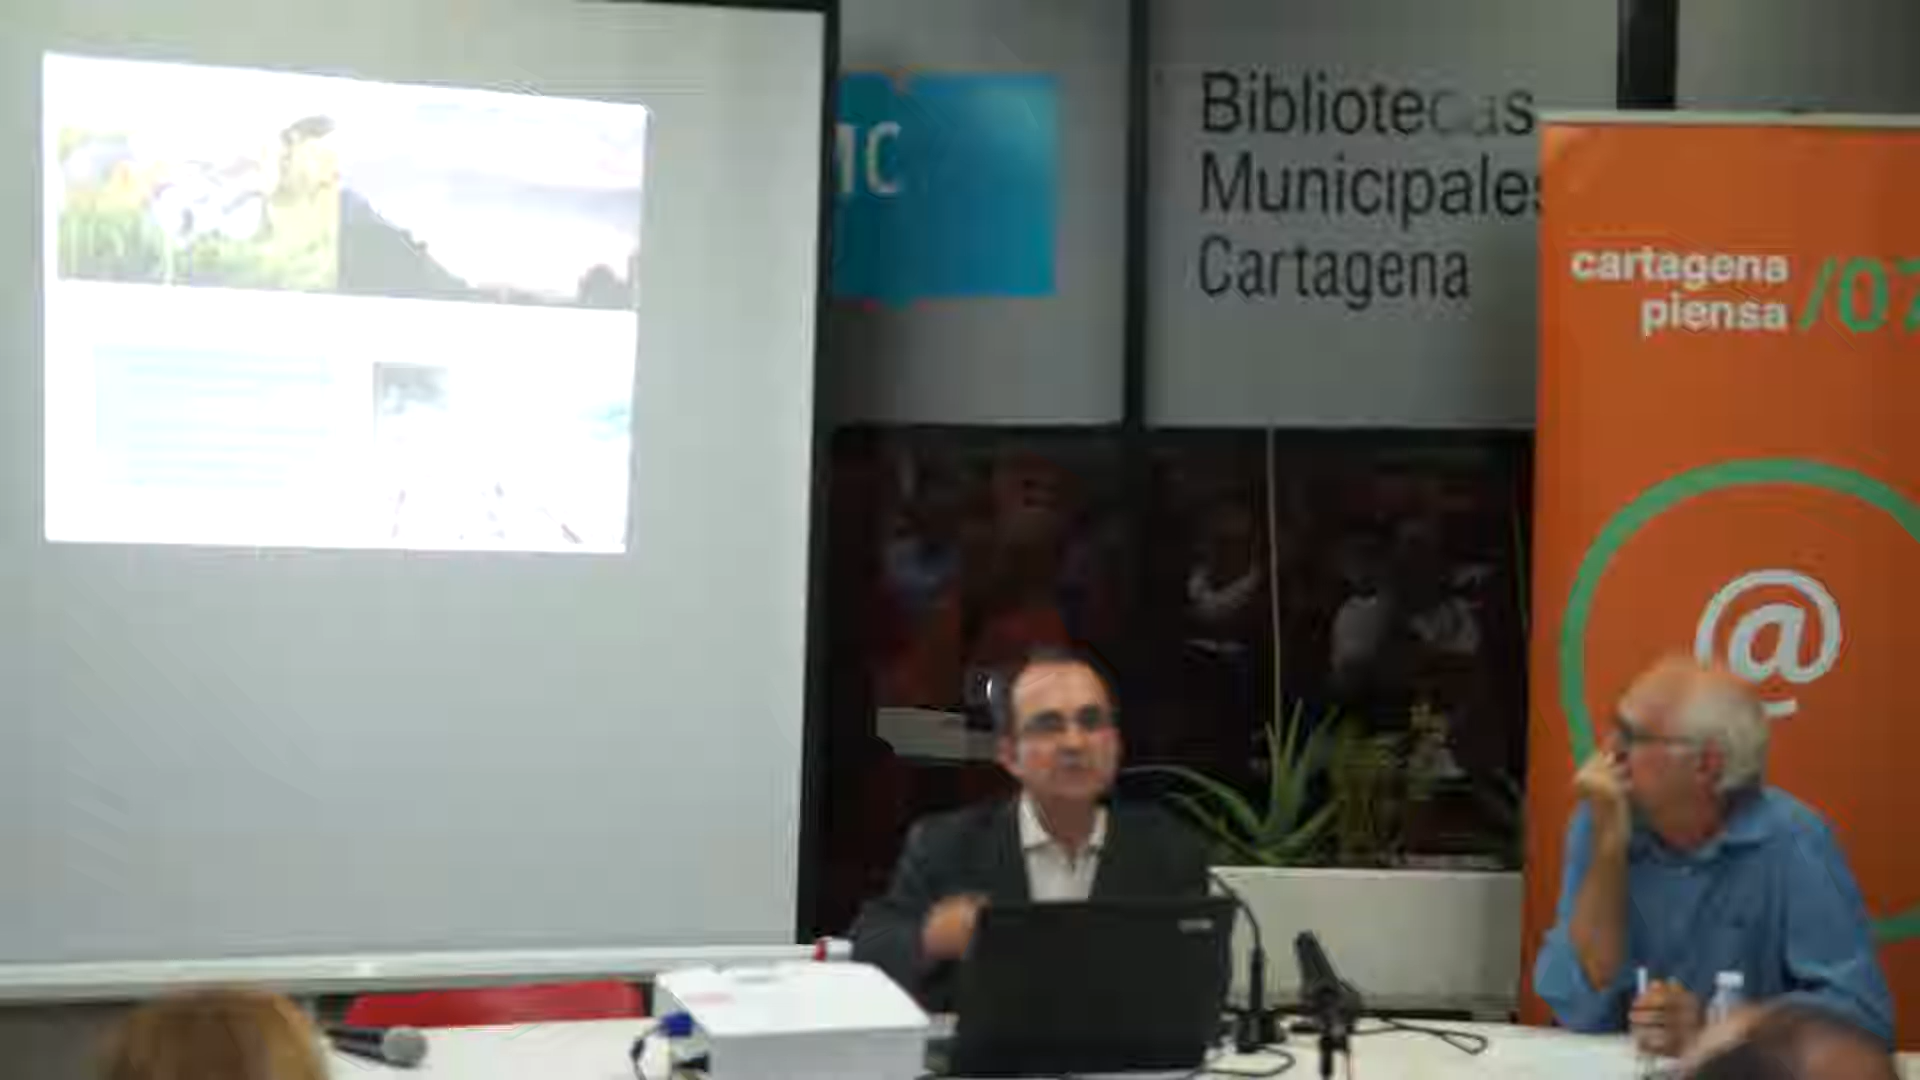 MC
Bibliotecas
Municipales
Cartagena
cartagena
piensa /07
@